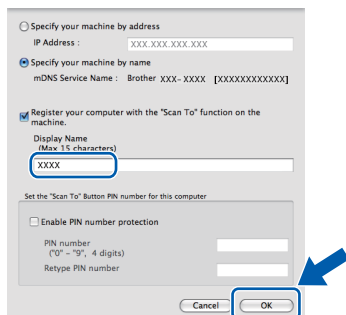 Specify your machine by address
IP Address : XXX.XXX.XXX.XXX
Specify your machine by name
mDNS Service Name : Brother XXX-XXXX [XXXXXXXXXXXX]
Register your computer with the "Scan To" function on the
machine.
Display Name
(Max 15 characters)
XXXX
Set the "Scan To" Button PIN number for this computer
Enable PIN number protection
PIN number
("0" – "9", 4 digits)
Retype PIN number
Cancel OK